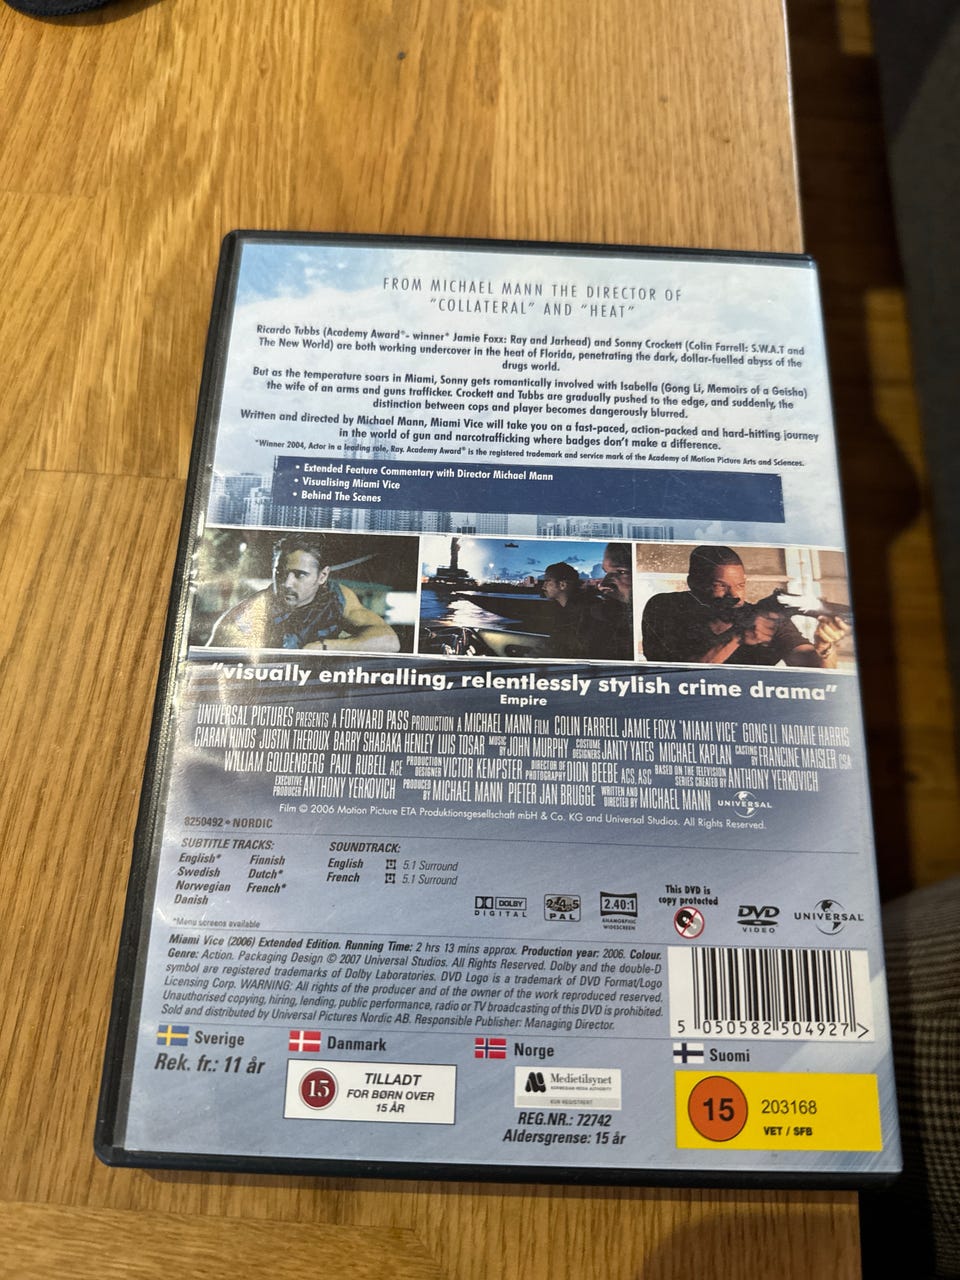 FROM MICHAEL MANN THE DIRECTOR OF
"COLLATERAL" AND "HEAT"
Ricardo Tubbs (Academy Award®- winner* Jamie Foxx: Ray and Jarhead) and Sonny Crockett (Colin Farrell: S.W.A.T and
The New World) are both working undercover in the heat of Florida, penetrating the dark, dollar-fuelled abyss of the
drugs world.
But as the temperature soars in Miami, Sonny gets romantically involved with Isabella (Gong Li, Memoirs of a Geisha)
the wife of an arms and guns trafficker. Crockett and Tubbs are gradually pushed to the edge, and suddenly, the
distinction between cops and player becomes dangerously blurred.
Written and directed by Michael Mann, Miami Vice will take you on a fast-paced, action-packed and hard-hitting journey
in the world of gun and narcotrafficking where badges don't make a difference.
*Winner 2004, Actor in a leading role, Ray. Academy Award® is the registered trademark and service mark of the Academy of Motion Picture Arts and Sciences.
• Extended Feature Commentary with Director Michael Mann
• Visualising Miami Vice
• Behind The Scenes
"visually enthralling, relentlessly stylish crime drama"
Empire
UNIVERSAL PICTURES PRESENTS A FORWARD PASS PRODUCTION A MICHAEL MANN FILM COLIN FARRELL JAMIE FOXX "MIAMI VICE" GONG LI NAOMIE HARRIS
CIARÁN HINDS JUSTIN THEROUX BARRY SHABAKA HENLEY LUIS TOSAR MUSIC BY JOHN MURPHY COSTUME DESIGNERS JANTY YATES MICHAEL KAPLAN CASTING BY FRANCINE MAISLER CSA
WILLIAM GOLDENBERG PAUL RUBELL ACE PRODUCTION DESIGNER VICTOR KEMPSTER DIRECTOR OF PHOTOGRAPHY DION BEEBE ACS, ASC BASED ON THE TELEVISION SERIES CREATED BY ANTHONY YERKOVICH
EXECUTIVE PRODUCER ANTHONY YERKOVICH PRODUCED BY MICHAEL MANN PIETER JAN BRUGGE WRITTEN AND DIRECTED BY MICHAEL MANN UNIVERSAL
Film © 2006 Motion Picture ETA Produktionsgesellschaft mbH & Co. KG and Universal Studios. All Rights Reserved.
8250492 • NORDIC
SUBTITLE TRACKS:
English* Finnish
Swedish Dutch*
Norwegian French*
Danish
*Menu screens available
SOUNDTRACK:
English 5.1 Surround
French 5.1 Surround
DOLBY
DIGITAL
2 4 5
PAL
2.40:1
ANAMORPHIC
WIDESCREEN
This DVD is
copy protected
DVD
VIDEO
UNIVERSAL
Miami Vice (2006) Extended Edition. Running Time: 2 hrs 13 mins approx. Production year: 2006. Colour.
Genre: Action. Packaging Design © 2007 Universal Studios. All Rights Reserved. Dolby and the double-D
symbol are registered trademarks of Dolby Laboratories. DVD Logo is a trademark of DVD Format/Logo
Licensing Corp. WARNING: All rights of the producer and of the owner of the work reproduced reserved.
Unauthorised copying, hiring, lending, public performance, radio or TV broadcasting of this DVD is prohibited.
Sold and distributed by Universal Pictures Nordic AB. Responsible Publisher: Managing Director.
5 050582 504927 >
Sverige
Rek. fr.: 11 år
Danmark
15
TILLADT
FOR BØRN OVER
15 ÅR
Norge
Medietilsynet
NORWEGIAN MEDIA AUTHORITY
KUN REGISTRERT
REG.NR.: 72742
Aldersgrense: 15 år
Suomi
15
203168
VET / SFB